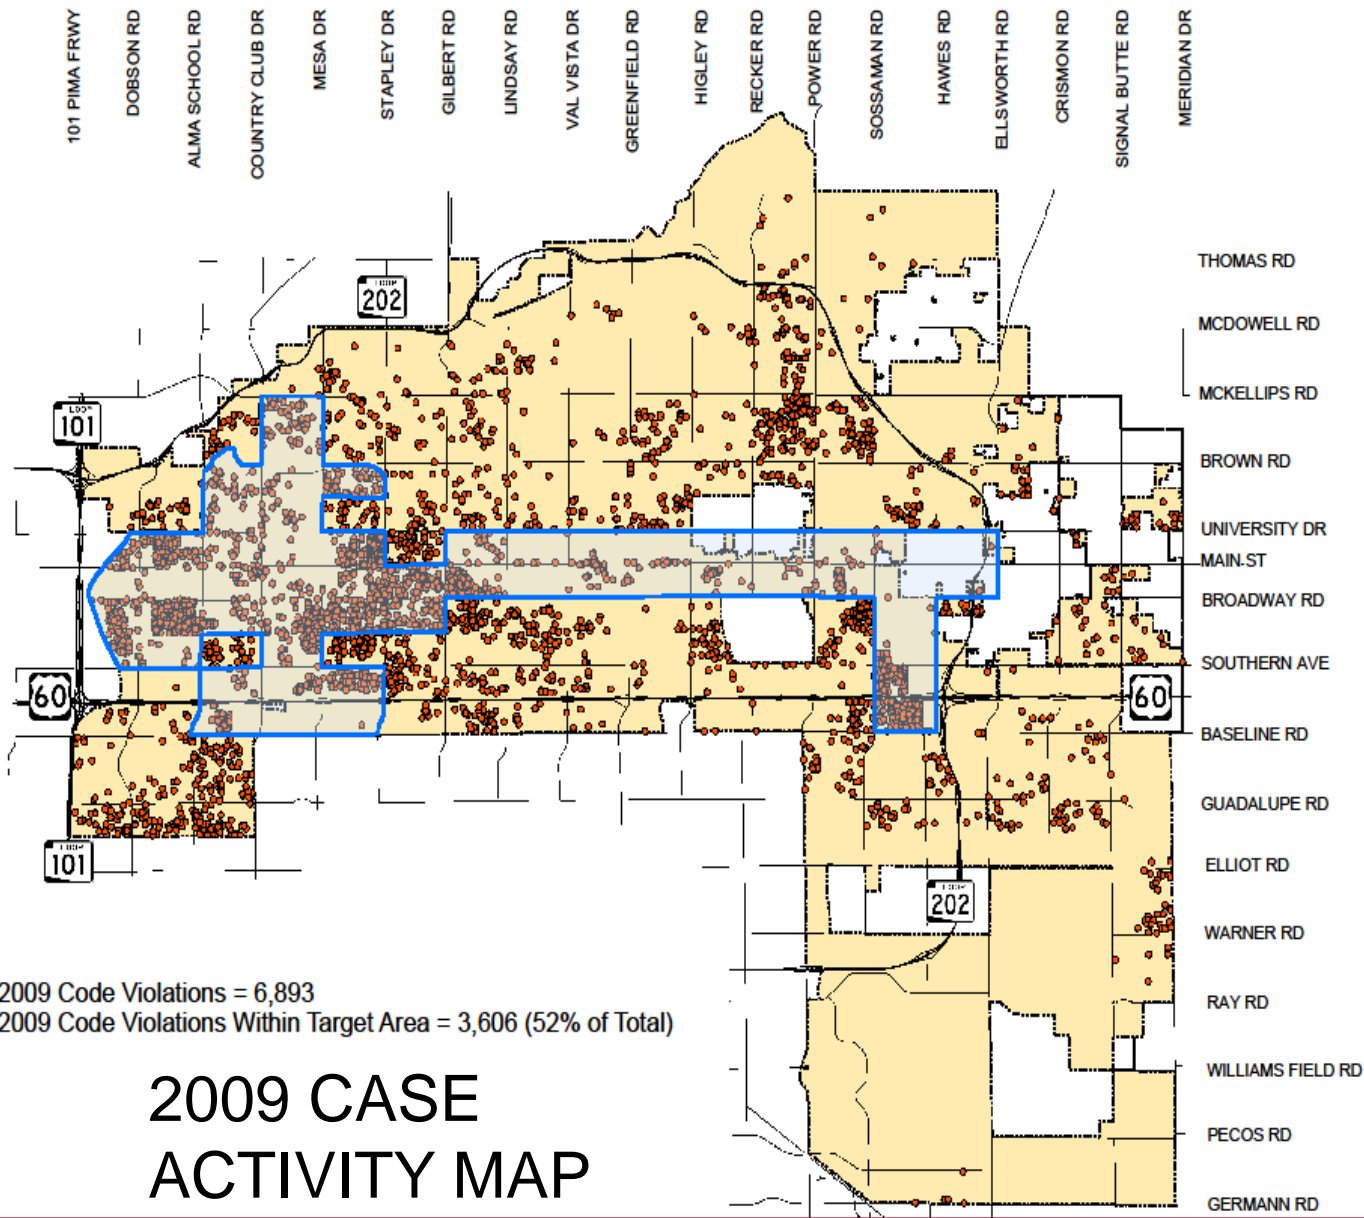 101 PIMA FRWY
DOBSON RD
ALMA SCHOOL RD
COUNTRY CLUB DR
MESA DR
STAPLEY DR
GILBERT RD
LINDSAY RD
VAL VISTA DR
GREENFIELD RD
HIGLEY RD
RECKER RD
POWER RD
SOSSAMAN RD
HAWES RD
ELLSWORTH RD
CRISMON RD
SIGNAL BUTTE RD
MERIDIAN DR
THOMAS RD
LOOP
202
MCDOWELL RD
MCKELLIPS RD
LOOP
101
BROWN RD
UNIVERSITY DR
MAIN ST
BROADWAY RD
SOUTHERN AVE
60
60
BASELINE RD
GUADALUPE RD
LOOP
101
ELLIOT RD
LOOP
202
WARNER RD
2009 Code Violations = 6,893
RAY RD
2009 Code Violations Within Target Area = 3,606 (52% of Total)
WILLIAMS FIELD RD
2009 CASE
ACTIVITY MAP
PECOS RD
GERMANN RD